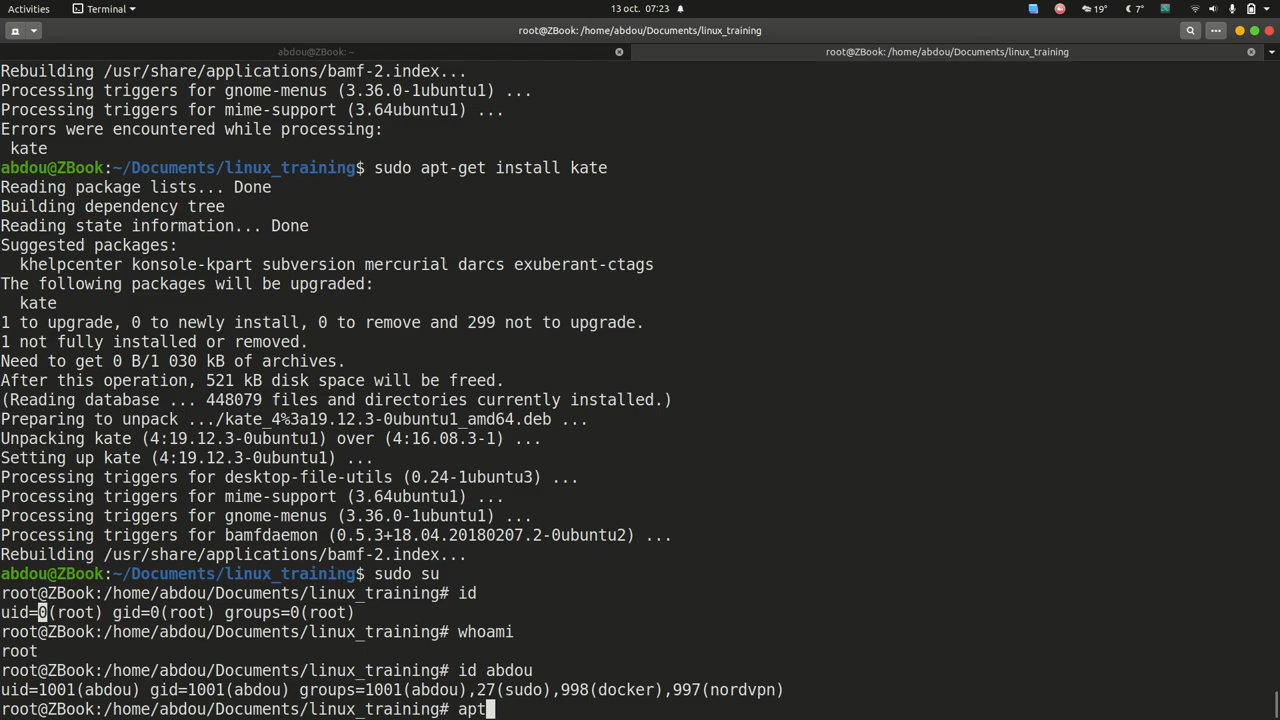 Activities
Terminal
13 oct. 07:23
19°
7°
root@ZBook: /home/abdou/Documents/linux_training
abdou@ZBook: ~
root@ZBook: /home/abdou/Documents/linux_training
Rebuilding /usr/share/applications/bamf-2.index...
Processing triggers for gnome-menus (3.36.0-1ubuntu1) ...
Processing triggers for mime-support (3.64ubuntu1) ...
Errors were encountered while processing:
 kate
abdou@ZBook:~/Documents/linux_training$ sudo apt-get install kate
Reading package lists... Done
Building dependency tree
Reading state information... Done
Suggested packages:
  khelpcenter konsole-kpart subversion mercurial darcs exuberant-ctags
The following packages will be upgraded:
  kate
1 to upgrade, 0 to newly install, 0 to remove and 299 not to upgrade.
1 not fully installed or removed.
Need to get 0 B/1 030 kB of archives.
After this operation, 521 kB disk space will be freed.
(Reading database ... 448079 files and directories currently installed.)
Preparing to unpack .../kate_4%3a19.12.3-0ubuntu1_amd64.deb ...
Unpacking kate (4:19.12.3-0ubuntu1) over (4:16.08.3-1) ...
Setting up kate (4:19.12.3-0ubuntu1) ...
Processing triggers for desktop-file-utils (0.24-1ubuntu3) ...
Processing triggers for mime-support (3.64ubuntu1) ...
Processing triggers for gnome-menus (3.36.0-1ubuntu1) ...
Processing triggers for bamfdaemon (0.5.3+18.04.20180207.2-0ubuntu2) ...
Rebuilding /usr/share/applications/bamf-2.index...
abdou@ZBook:~/Documents/linux_training$ sudo su
root@ZBook:/home/abdou/Documents/linux_training# id
uid=0(root) gid=0(root) groups=0(root)
root@ZBook:/home/abdou/Documents/linux_training# whoami
root
root@ZBook:/home/abdou/Documents/linux_training# id abdou
uid=1001(abdou) gid=1001(abdou) groups=1001(abdou),27(sudo),998(docker),997(nordvpn)
root@ZBook:/home/abdou/Documents/linux_training# apt